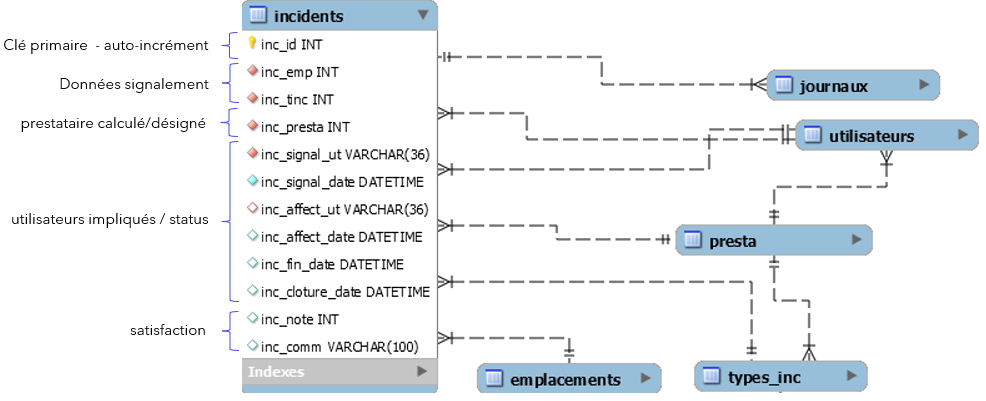 incidents
Clé primaire - auto-incrément
inc_id INT
Données signalement
inc_emp INT
inc_tinc INT
prestataire calculé/désigné
inc_presta INT
utilisateurs impliqués / status
inc_signal_ut VARCHAR(36)
inc_signal_date DATETIME
inc_affect_ut VARCHAR(36)
inc_affect_date DATETIME
inc_fin_date DATETIME
inc_cloture_date DATETIME
satisfaction
inc_note INT
inc_comm VARCHAR(100)
Indexes
journaux
utilisateurs
presta
emplacements
types_inc